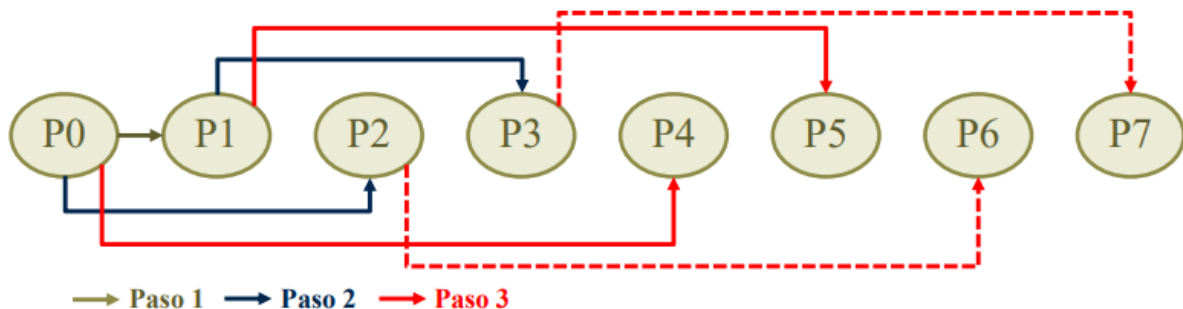 P0 P1 P2 P3 P4 P5 P6 P7
Paso 1 Paso 2 Paso 3